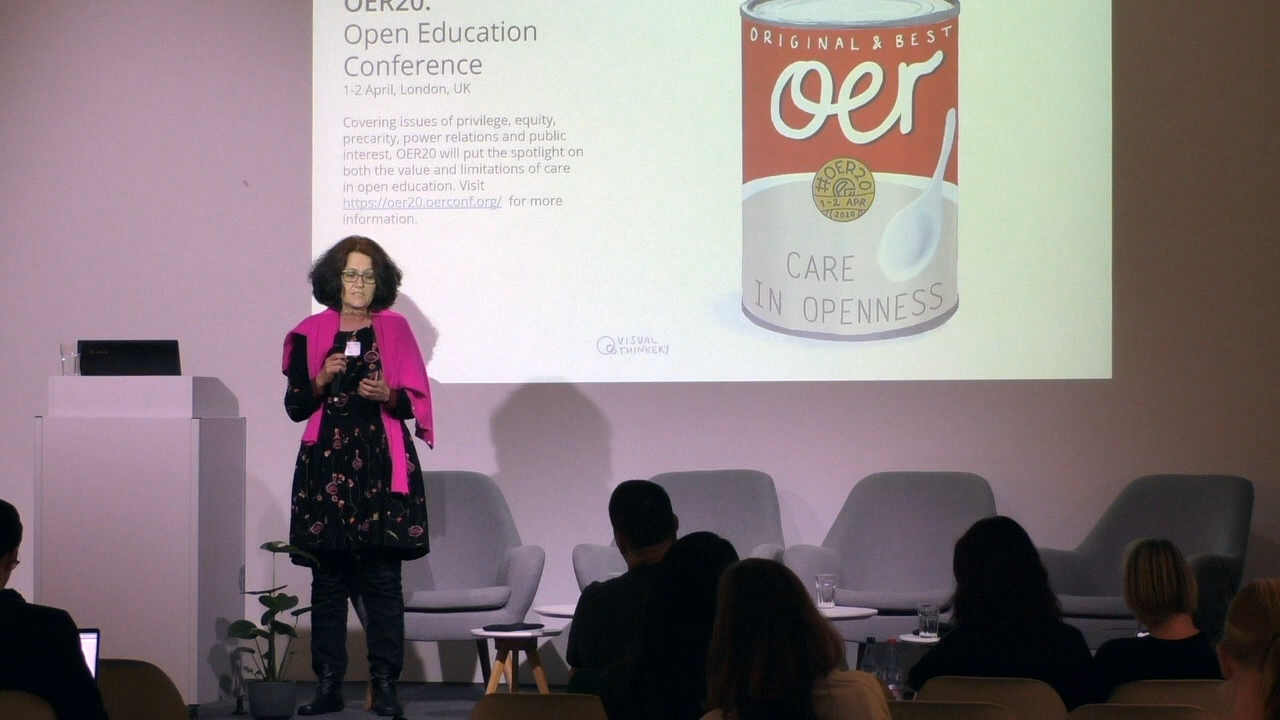 OER20:
Open Education
Conference
1-2 April, London, UK
Covering issues of privilege, equity,
precarity, power relations and public
interest, OER20 will put the spotlight on
both the value and limitations of care
in open education. Visit
https://oer20.oerconf.org/ for more
information.
VISUAL
THINKERY
ORIGINAL & BEST
oer
#OER20
1-2 APR
2020
CARE
IN OPENNESS